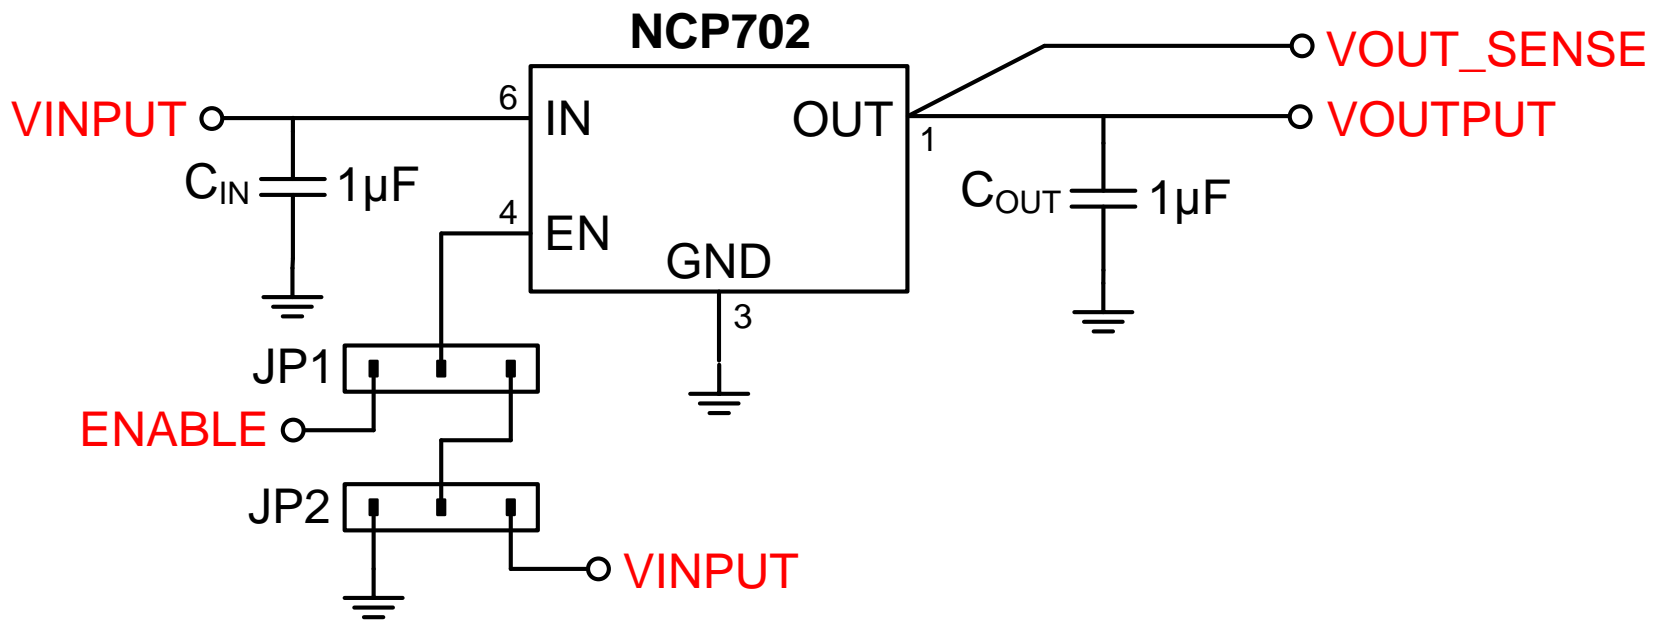 NCP702
VOUT_SENSE
VINPUT
6
IN
OUT
1
VOUTPUT
CIN
1µF
COUT
1µF
4
EN
GND
3
JP1
ENABLE
JP2
VINPUT